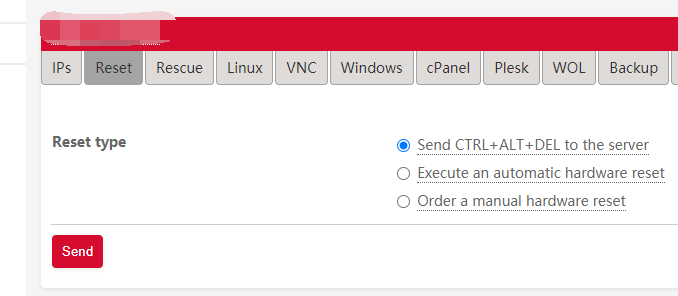 IPs Reset Rescue Linux VNC Windows cPanel Plesk WOL Backup
Reset type
Send CTRL+ALT+DEL to the server
Execute an automatic hardware reset
Order a manual hardware reset
Send